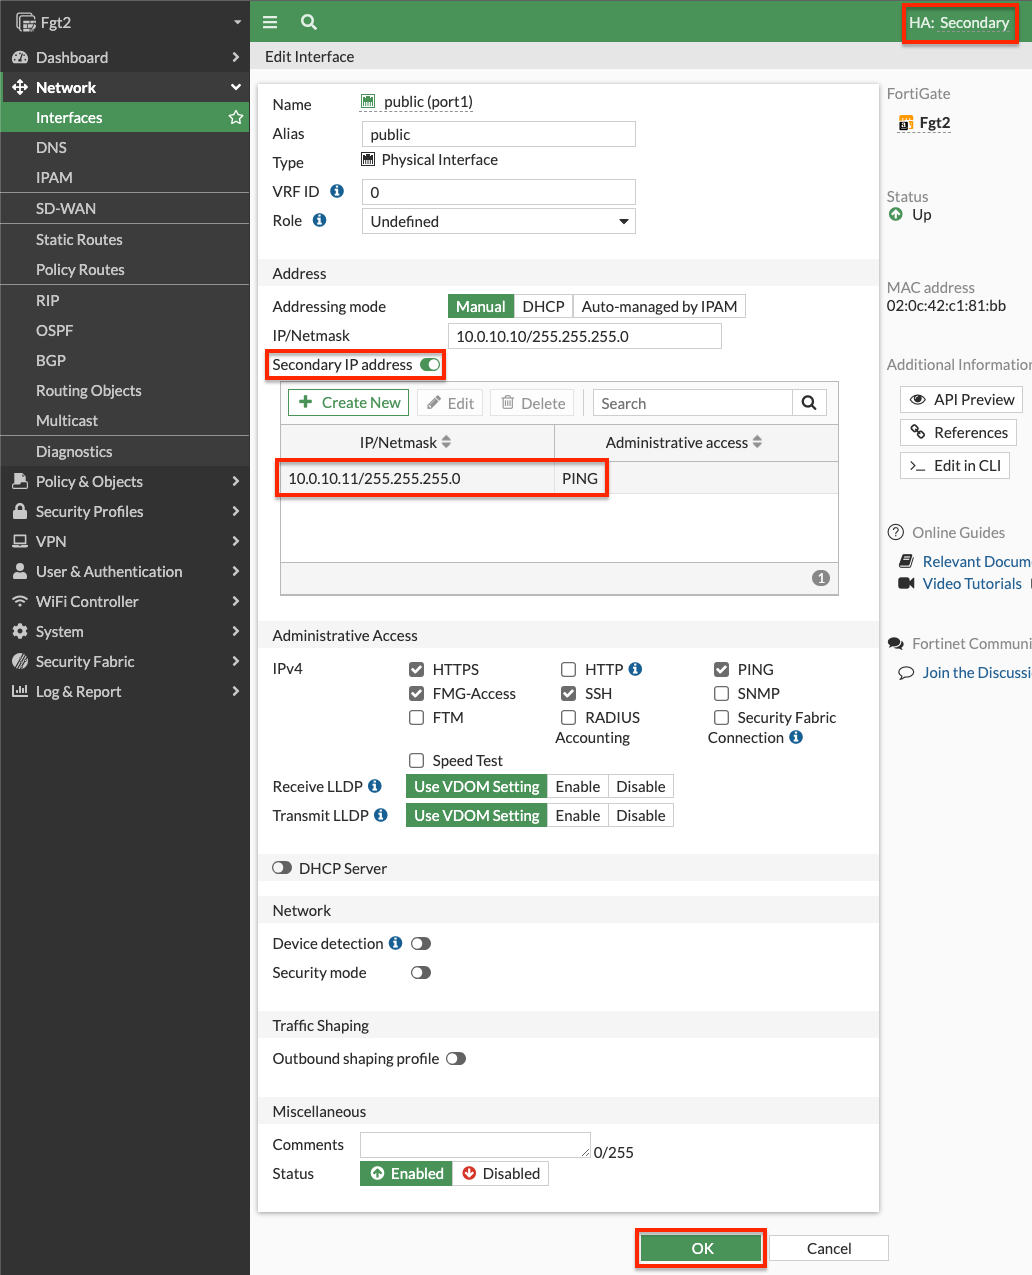 Fgt2
HA: Secondary
Dashboard
Network
Interfaces
DNS
IPAM
SD-WAN
Static Routes
Policy Routes
RIP
OSPF
BGP
Routing Objects
Multicast
Diagnostics
Policy & Objects
Security Profiles
VPN
User & Authentication
WiFi Controller
System
Security Fabric
Log & Report
Edit Interface
Name public (port1)
Alias public
Type Physical Interface
VRF ID 0
Role Undefined
Address
Addressing mode Manual DHCP Auto-managed by IPAM
IP/Netmask 10.0.10.10/255.255.255.0
Secondary IP address
Create New Edit Delete Search
IP/Netmask Administrative access
10.0.10.11/255.255.255.0 PING
1
Administrative Access
IPv4 HTTPS HTTP PING
FMG-Access SSH SNMP
FTM RADIUS Security Fabric
Accounting Connection
Speed Test
Receive LLDP Use VDOM Setting Enable Disable
Transmit LLDP Use VDOM Setting Enable Disable
DHCP Server
Network
Device detection
Security mode
Traffic Shaping
Outbound shaping profile
Miscellaneous
Comments 0/255
Status Enabled Disabled
OK Cancel
FortiGate
Fgt2
Status
Up
MAC address
02:0c:42:c1:81:bb
Additional Information
API Preview
References
>_ Edit in CLI
Online Guides
Relevant Docum
Video Tutorials
Fortinet Communi
Join the Discussi